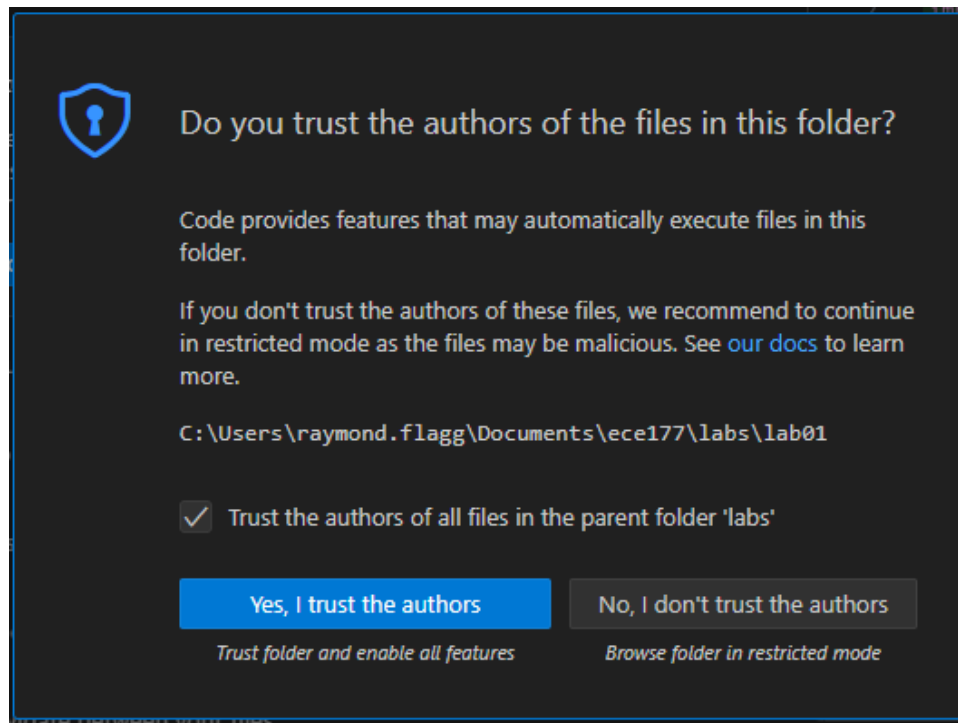 Do you trust the authors of the files in this folder?
Code provides features that may automatically execute files in this
folder.
If you don't trust the authors of these files, we recommend to continue
in restricted mode as the files may be malicious. See our docs to learn
more.
C:\Users\raymond.flagg\Documents\ece177\labs\lab01
Trust the authors of all files in the parent folder 'labs'
Yes, I trust the authors
No, I don't trust the authors
Trust folder and enable all features
Browse folder in restricted mode